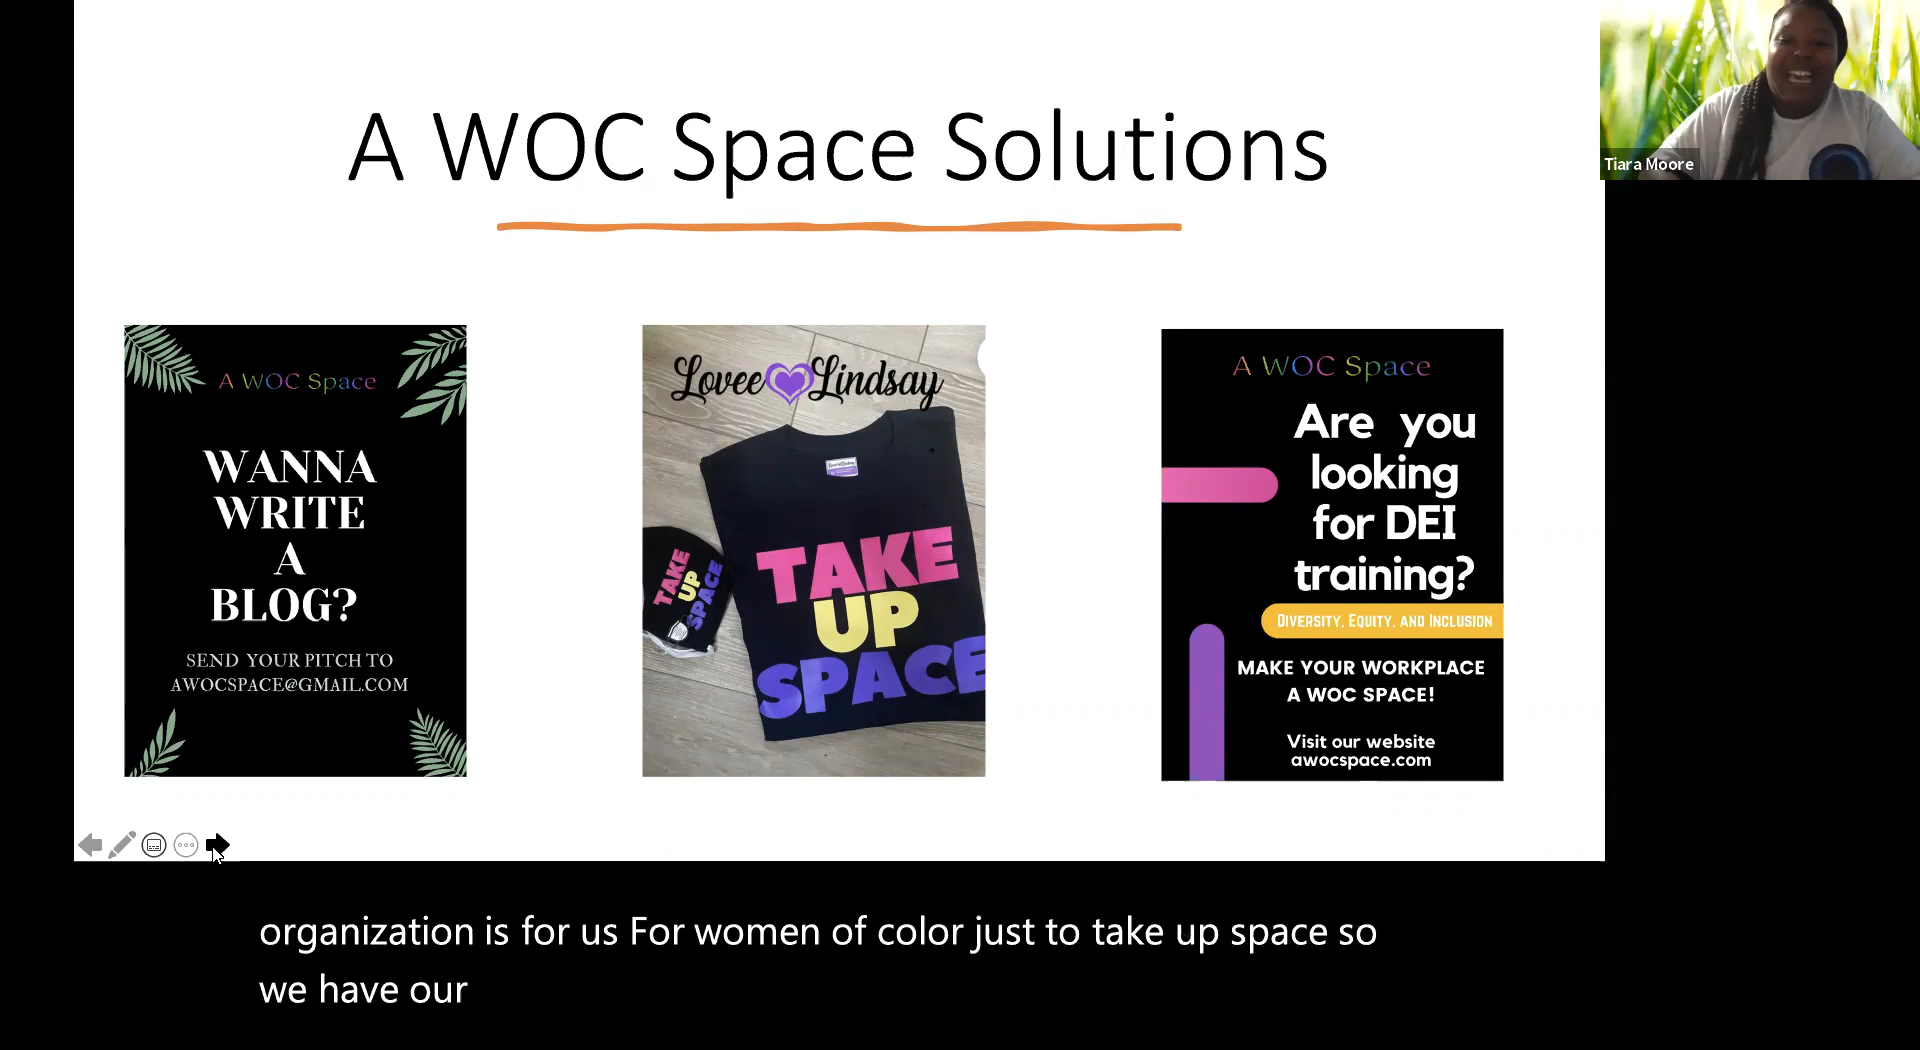 A WOC Space Solutions
Tiara Moore
A WOC Space
WANNA
WRITE
A
BLOG?
SEND YOUR PITCH TO
AWOCSPACE@GMAIL.COM
Lovee Lindsay
TAKE
UP
SPACE
TAKE
UP
SPACE
A WOC Space
Are you
looking
for DEI
training?
DIVERSITY, EQUITY, AND INCLUSION
MAKE YOUR WORKPLACE
A WOC SPACE!
Visit our website
awocspace.com
organization is for us For women of color just to take up space so
we have our